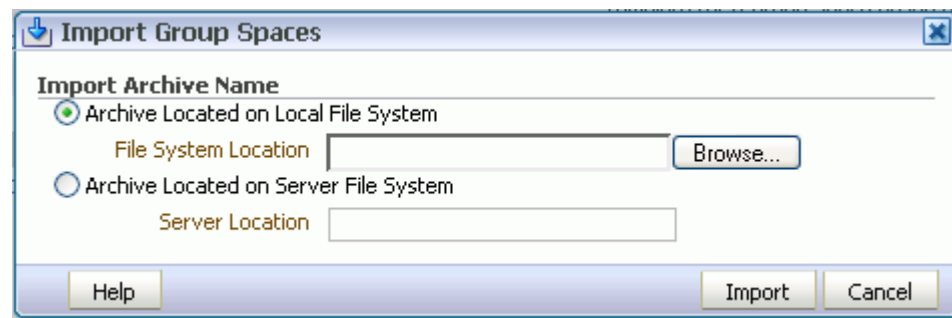 Import Group Spaces
Import Archive Name
Archive Located on Local File System
File System Location Browse...
Archive Located on Server File System
Server Location
Help Import Cancel